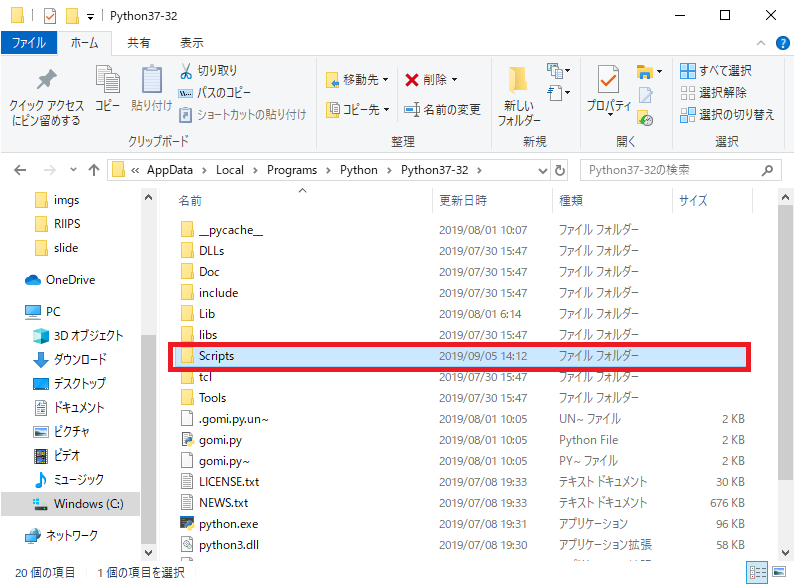 Python37-32
ファイル ホーム 共有 表示
クイック アクセス
にピン留めする
コピー
貼り付け
切り取り
パスのコピー
ショートカットの貼り付け
クリップボード
移動先
コピー先
削除
名前の変更
整理
新しい
フォルダー
新規
プロパティ
開く
すべて選択
選択解除
選択の切り替え
選択
« AppData › Local › Programs › Python › Python37-32 ›
Python37-32の検索
imgs
RIIPS
slide
OneDrive
PC
3D オブジェクト
ダウンロード
デスクトップ
ドキュメント
ピクチャ
ビデオ
ミュージック
Windows (C:)
ネットワーク
名前 更新日時 種類 サイズ
__pycache__ 2019/08/01 10:07 ファイル フォルダー
DLLs 2019/07/30 15:47 ファイル フォルダー
Doc 2019/07/30 15:47 ファイル フォルダー
include 2019/07/30 15:47 ファイル フォルダー
Lib 2019/08/01 6:14 ファイル フォルダー
libs 2019/07/30 15:47 ファイル フォルダー
Scripts 2019/09/05 14:12 ファイル フォルダー
tcl 2019/07/30 15:47 ファイル フォルダー
Tools 2019/07/30 15:47 ファイル フォルダー
.gomi.py.un~ 2019/08/01 10:05 UN~ ファイル 2 KB
gomi.py 2019/08/01 10:05 Python File 2 KB
gomi.py~ 2019/08/01 10:05 PY~ ファイル 2 KB
LICENSE.txt 2019/07/08 19:33 テキスト ドキュメント 30 KB
NEWS.txt 2019/07/08 19:33 テキスト ドキュメント 676 KB
python.exe 2019/07/08 19:31 アプリケーション 96 KB
python3.dll 2019/07/08 19:30 アプリケーション拡張 58 KB
20 個の項目 1 個の項目を選択